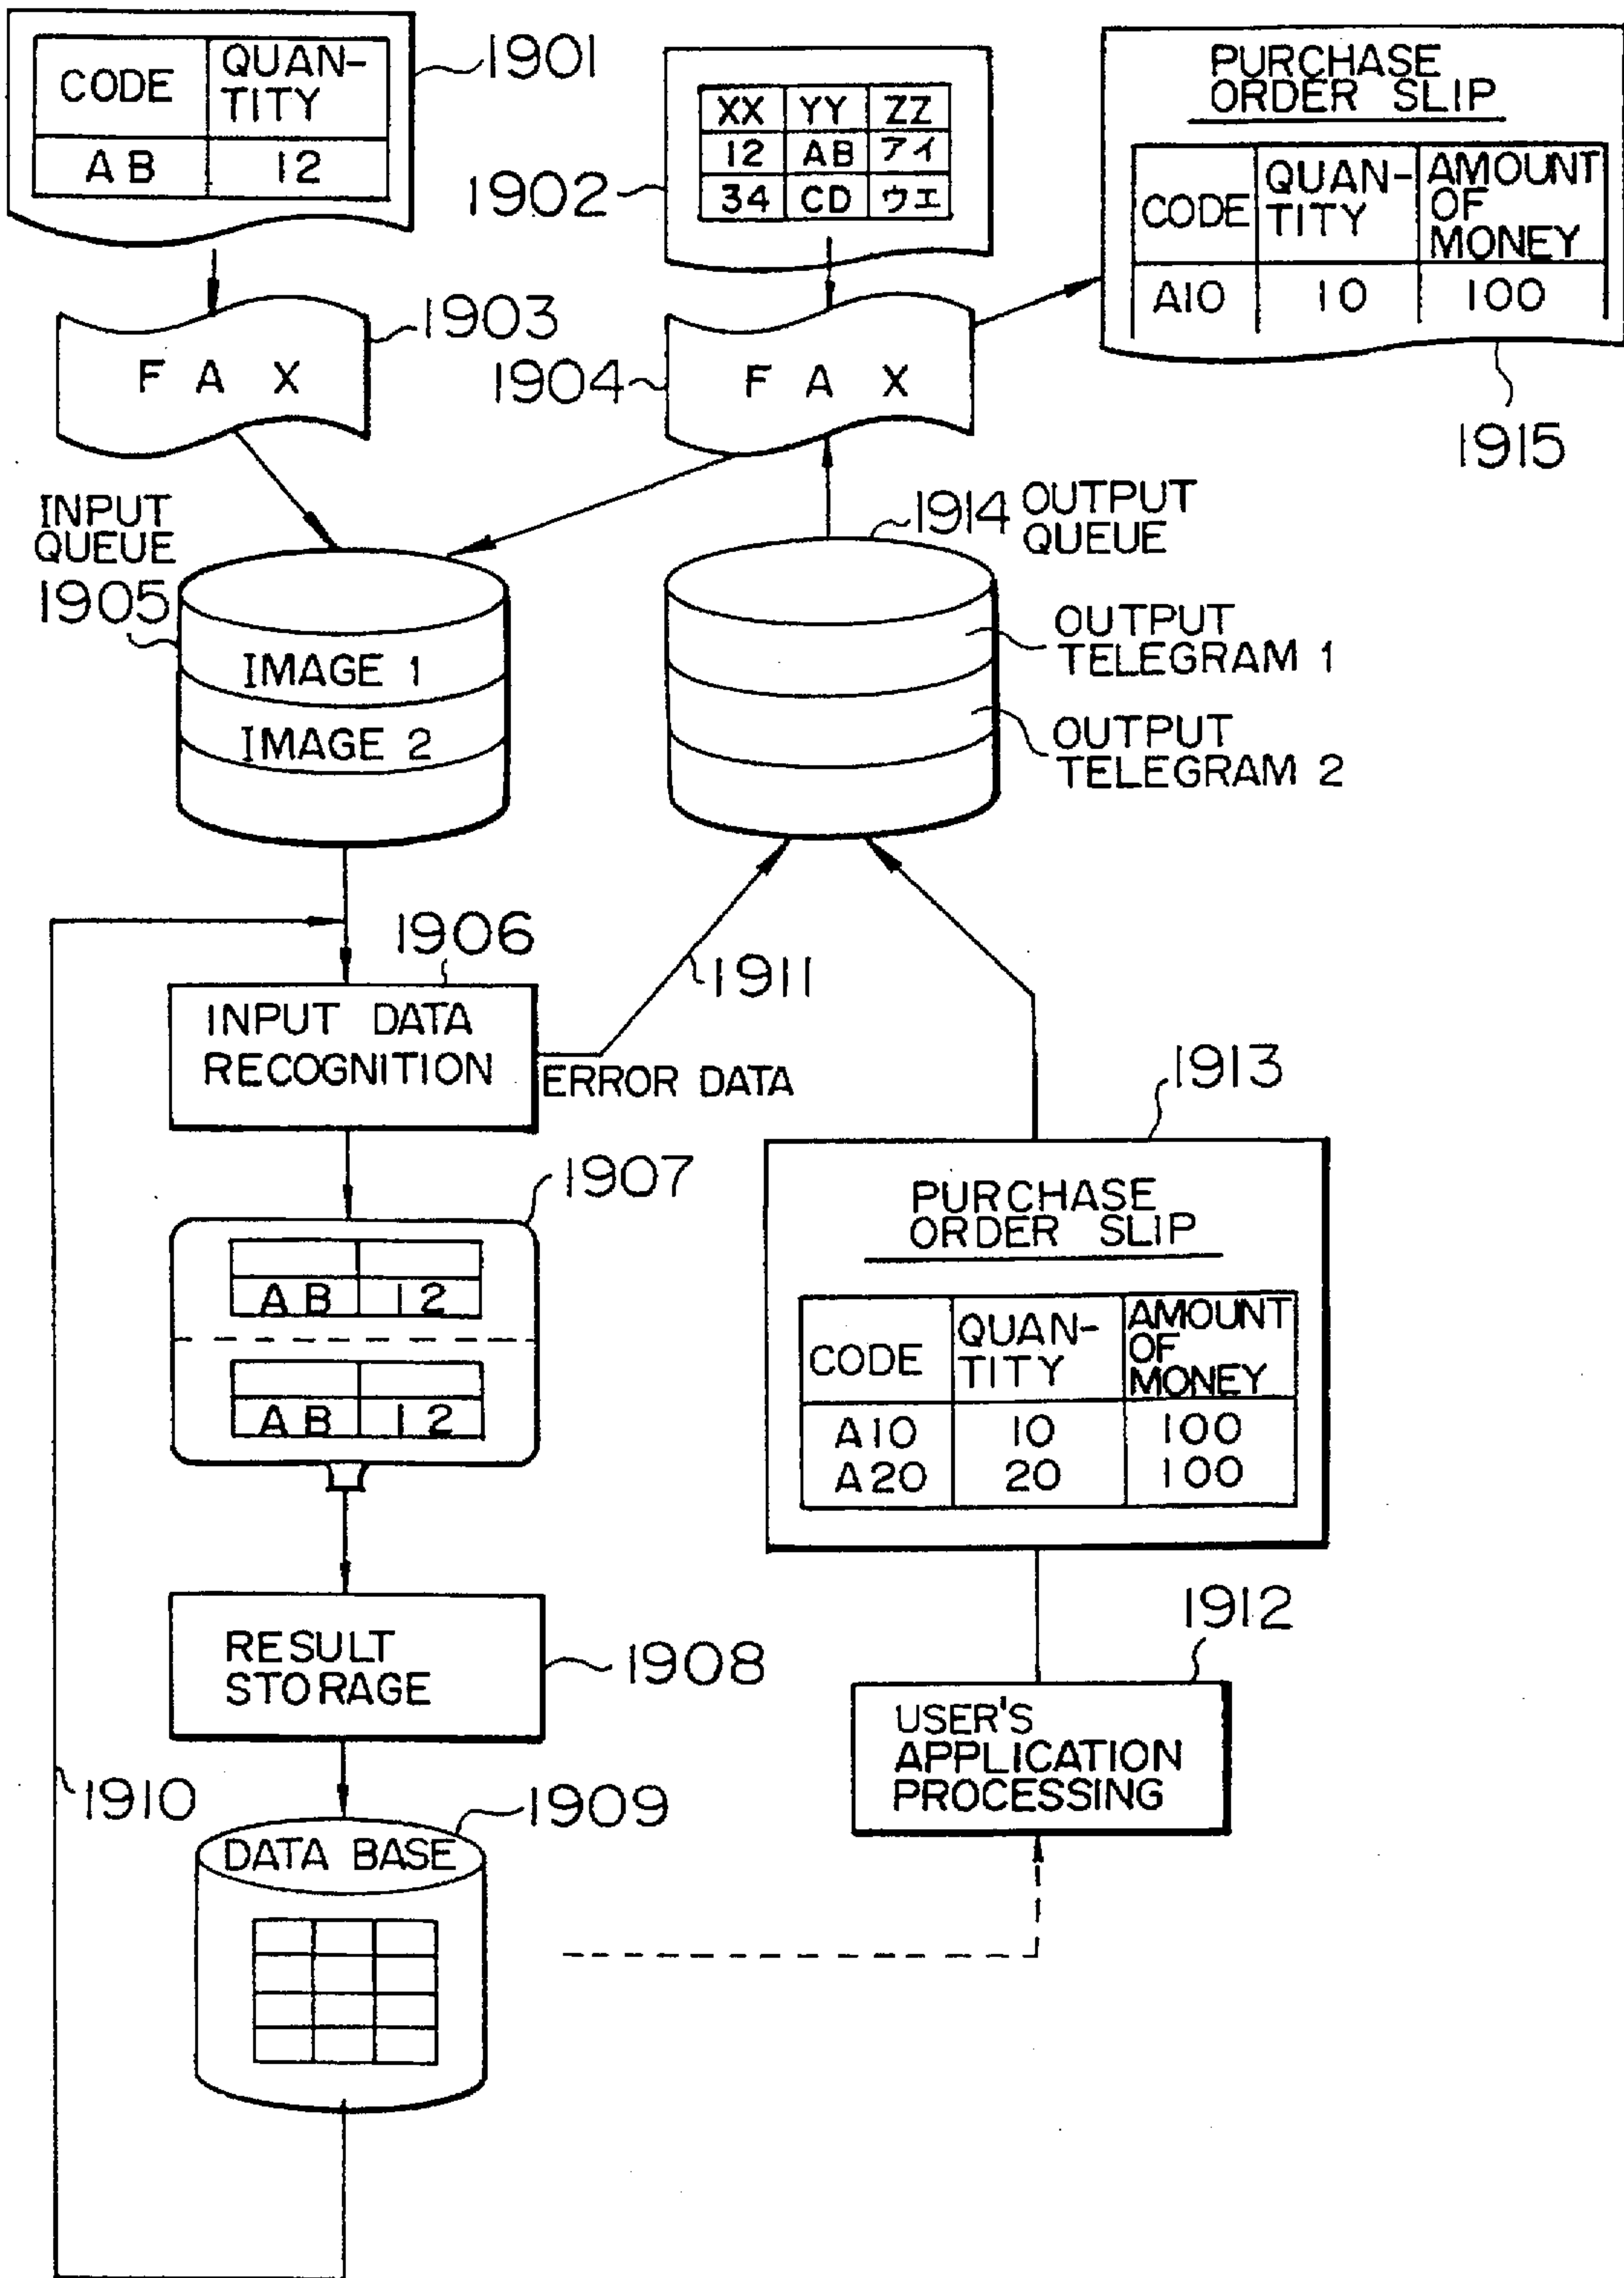 CODE QUAN-
TITY
AB 12
1901
XX YY ZZ
12 AB アイ
34 CD ウエ
1902
PURCHASE
ORDER SLIP
CODE QUAN-
TITY AMOUNT
OF
MONEY
A10 10 100
1915
FAX
1903
FAX
1904
INPUT
QUEUE
1905
IMAGE 1
IMAGE 2
1914 OUTPUT
QUEUE
OUTPUT
TELEGRAM 1
OUTPUT
TELEGRAM 2
1906
INPUT DATA
RECOGNITION
ERROR DATA
1911
1907
AB 12
AB 12
1913
PURCHASE
ORDER SLIP
CODE QUAN-
TITY AMOUNT
OF
MONEY
A10 10 100
A20 20 100
RESULT
STORAGE
1908
1912
USER'S
APPLICATION
PROCESSING
1910
1909
DATA BASE